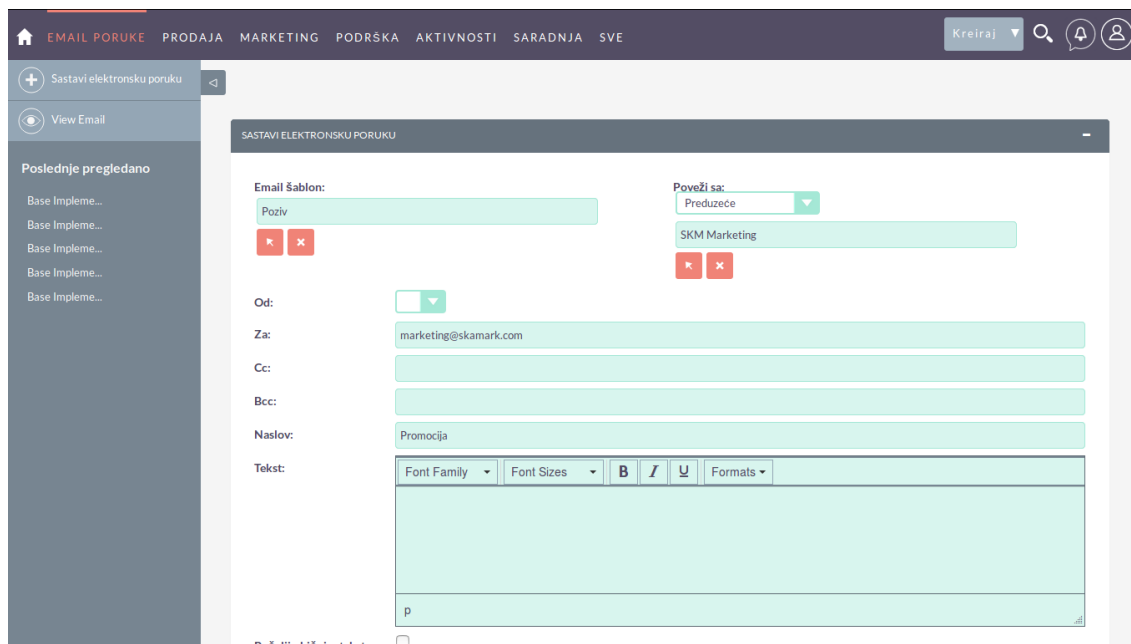 EMAIL PORUKE PRODAJA MARKETING PODRŠKA AKTIVNOSTI SARADNJA SVE Kreiraj
Sastavi elektronsku poruku
View Email
Poslednje pregledano
Base Impleme...
Base Impleme...
Base Impleme...
Base Impleme...
Base Impleme...
SASTAVI ELEKTRONSKU PORUKU
Email šablon:
Poziv
Poveži sa:
Preduzeće
SKM Marketing
Od:
Za: marketing@skamark.com
Cc:
Bcc:
Naslov: Promocija
Tekst: Font Family Font Sizes B I U Formats
p